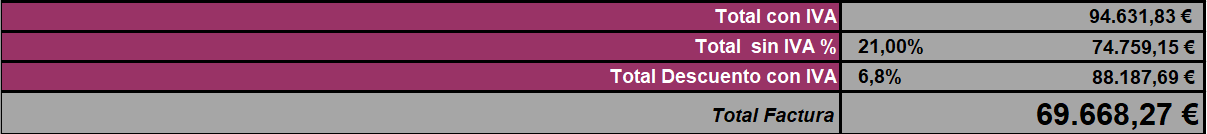 Total con IVA 94.631,83 €
Total sin IVA % 21,00% 74.759,15 €
Total Descuento con IVA 6,8% 88.187,69 €
Total Factura 69.668,27 €